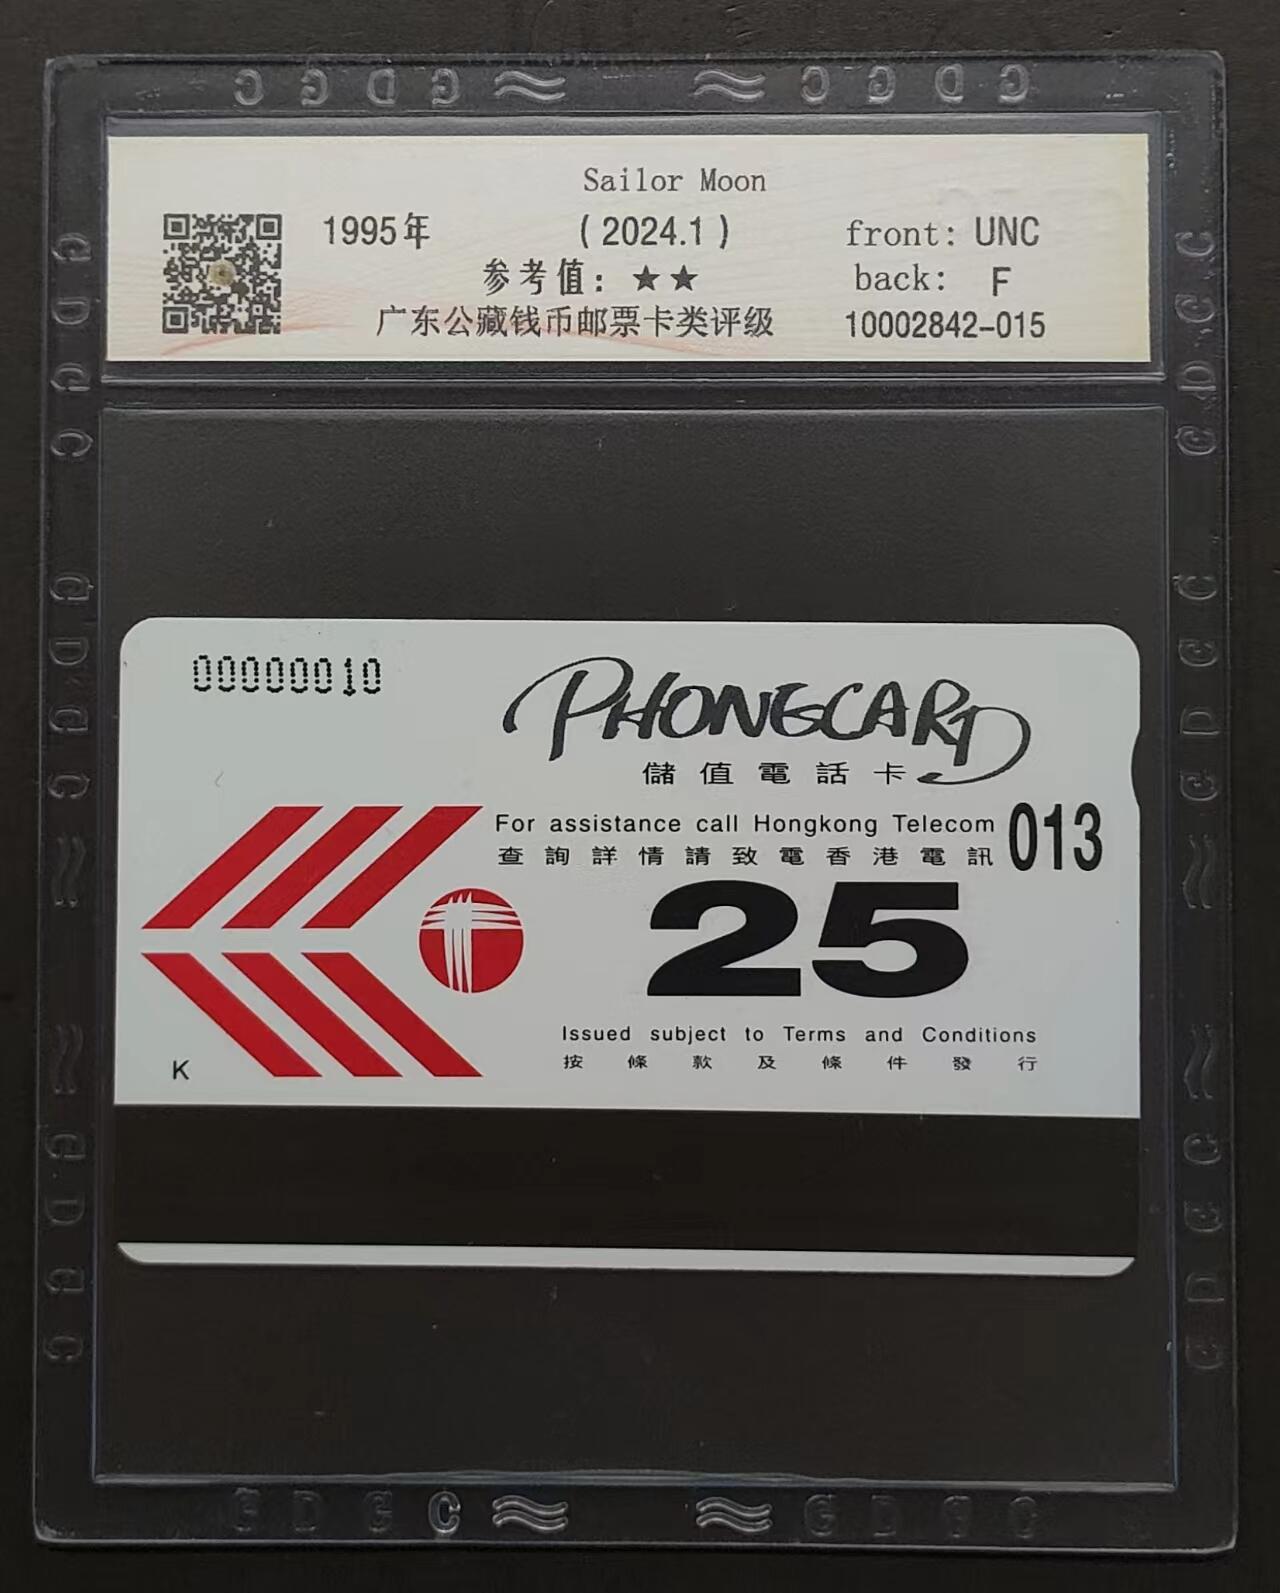 G D G C
C G D G
Sailor Moon
1995年
(2024.1)
front: UNC
参考值: ★★
back: F
广东公藏钱币邮票卡类评级
10002842-015
00000010
PHONECARD
儲值電話卡
For assistance call Hongkong Telecom 013
查詢詳情請致電香港電訊
25
Issued subject to Terms and Conditions
按條款及條件發行
K